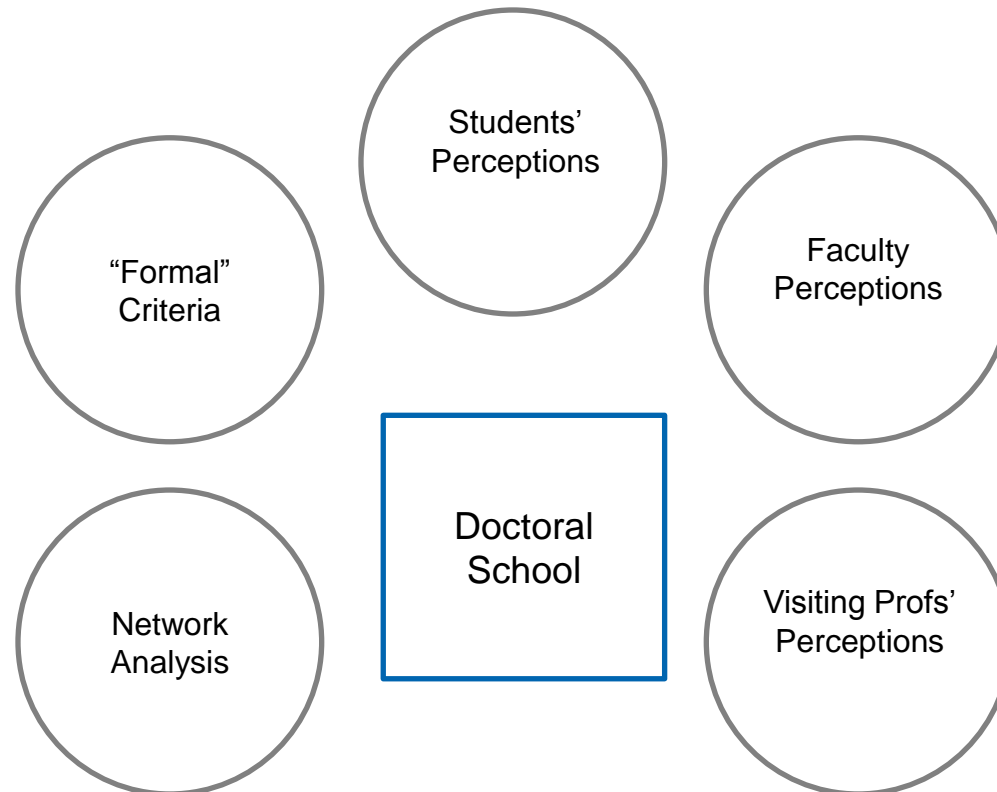 Students’
Perceptions
“Formal”
Criteria
Faculty
Perceptions
Doctoral
School
Network
Analysis
Visiting Profs’
Perceptions